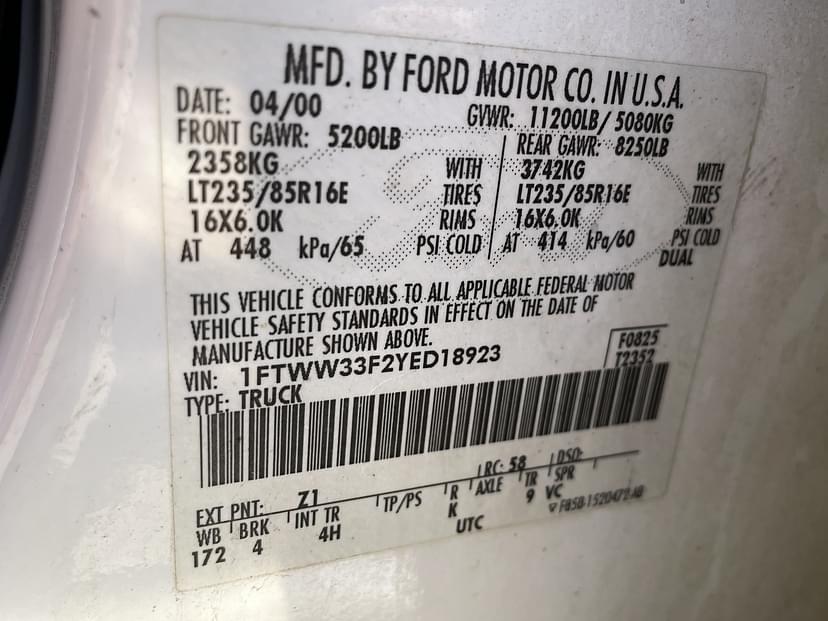 MFD. BY FORD MOTOR CO. IN U.S.A.
DATE: 04/00 GVWR: 11200LB/ 5080KG
FRONT GAWR: 5200LB REAR GAWR: 8250LB
2358KG WITH 3742KG WITH
LT235/85R16E TIRES LT235/85R16E TIRES
16X6.0K RIMS 16X6.0K RIMS
AT 448 kPa/65 PSI COLD AT 414 kPa/60 PSI COLD
DUAL
THIS VEHICLE CONFORMS TO ALL APPLICABLE FEDERAL MOTOR
VEHICLE SAFETY STANDARDS IN EFFECT ON THE DATE OF
MANUFACTURE SHOWN ABOVE.
F0825
VIN: 1FTWW33F2YED18923 T2352
TYPE: TRUCK
EXT PNT: Z1 RC: 58 DSO:
WB BRK INT TR TP/PS R AXLE TR SPR
172 4 4H K 9 VC
UTC